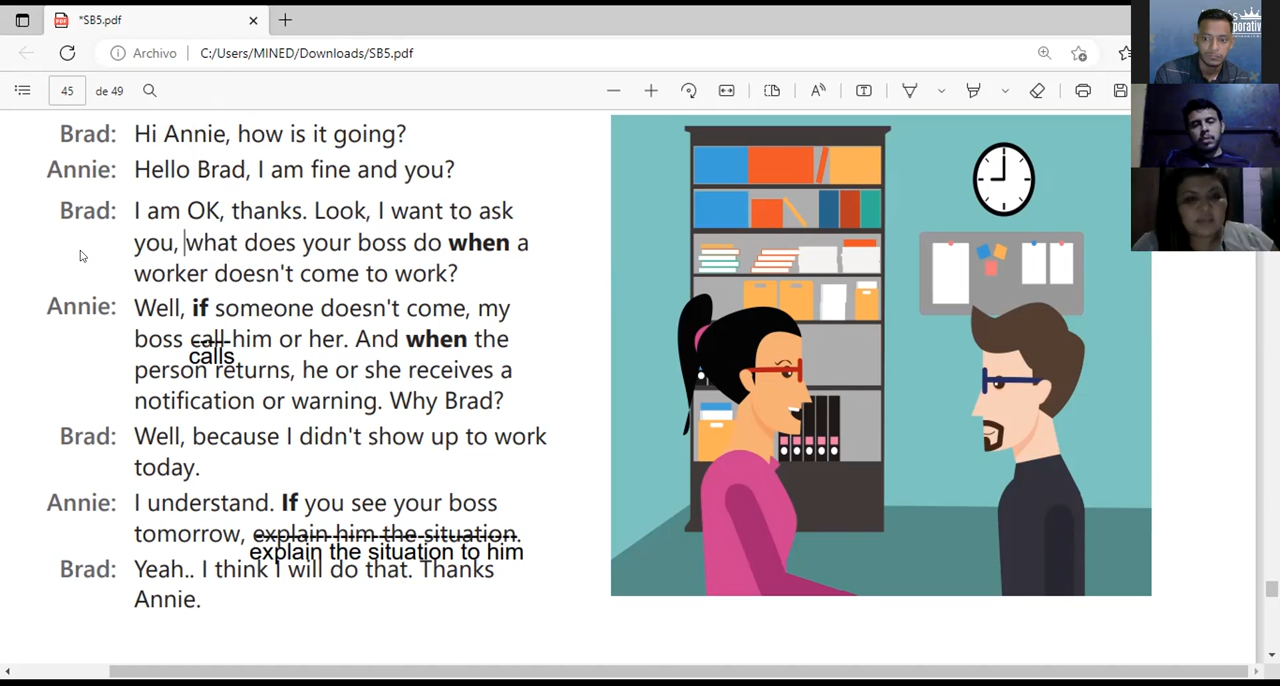 *SB5.pdf
Archivo
C:/Users/MINED/Downloads/SB5.pdf
45 de 49
Brad: Hi Annie, how is it going?
Annie: Hello Brad, I am fine and you?
Brad: I am OK, thanks. Look, I want to ask
you, what does your boss do when a
worker doesn't come to work?
Annie: Well, if someone doesn't come, my
boss call him or her. And when the
calls
person returns, he or she receives a
notification or warning. Why Brad?
Brad: Well, because I didn't show up to work
today.
Annie: I understand. If you see your boss
tomorrow, explain him the situation.
explain the situation to him
Brad: Yeah.. I think I will do that. Thanks
Annie.